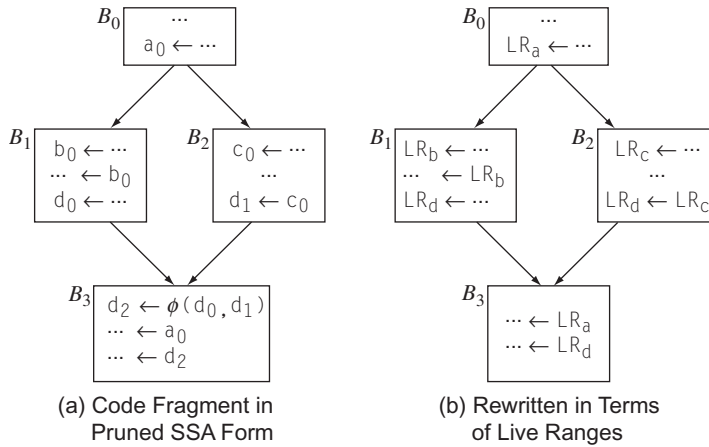 B0
...
a0 ← ...
B1
b0 ← ...
... ← b0
d0 ← ...
B2
c0 ← ...
...
d1 ← c0
B3
d2 ← ϕ(d0,d1)
... ← a0
... ← d2
(a) Code Fragment in
Pruned SSA Form
B0
...
LRa ← ...
B1
LRb ← ...
... ← LRb
LRd ← ...
B2
LRc ← ...
...
LRd ← LRc
B3
... ← LRa
... ← LRd
(b) Rewritten in Terms
of Live Ranges